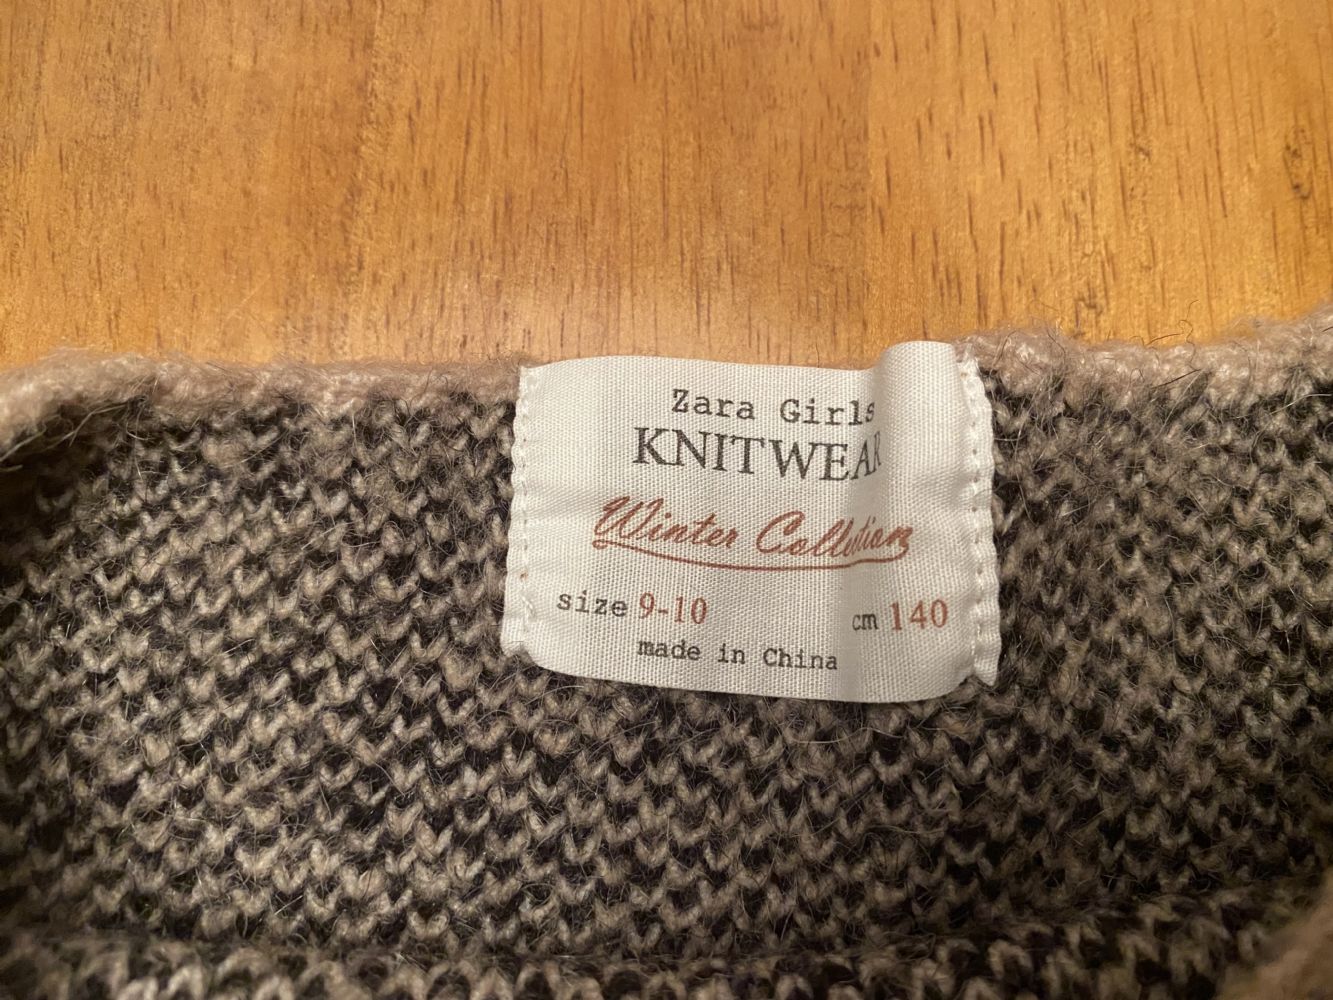 Zara Girls
KNITWEAR
Winter Collection
size 9-10 cm 140
made in China